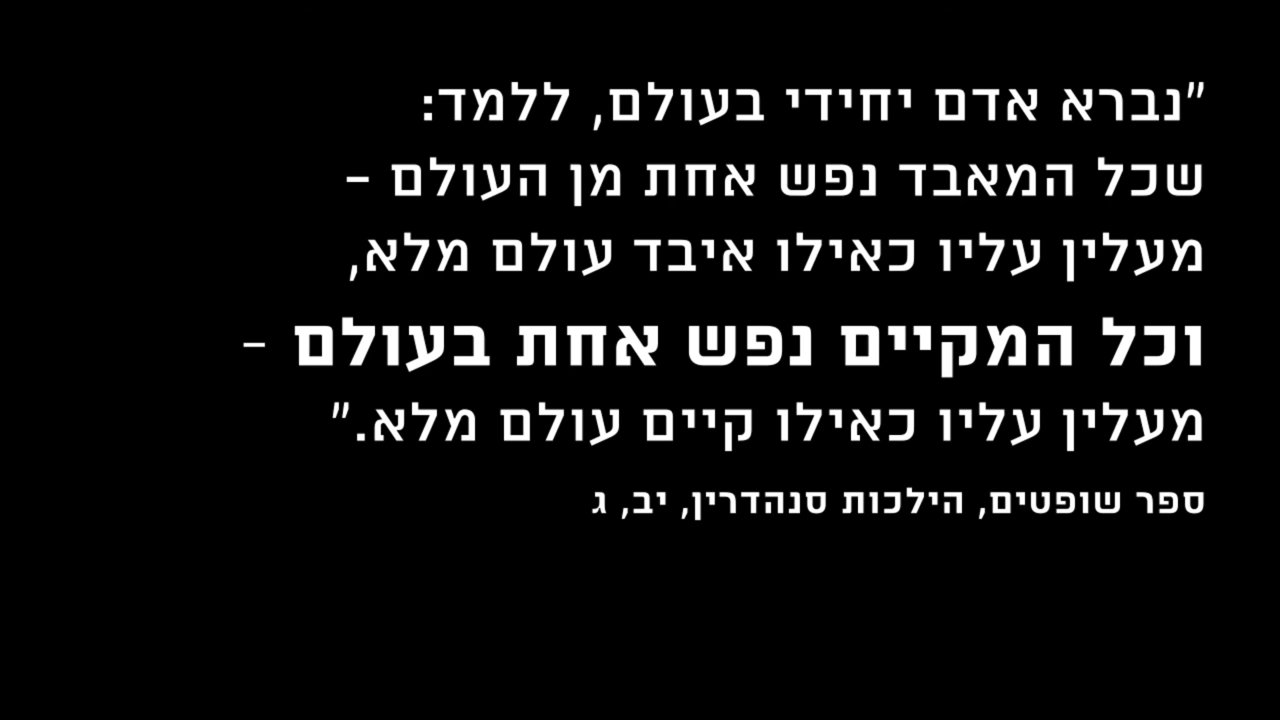 "נברא אדם יחידי בעולם, ללמד:
שכל המאבד נפש אחת מן העולם –
מעלין עליו כאילו איבד עולם מלא,
וכל המקיים נפש אחת בעולם –
מעלין עליו כאילו קיים עולם מלא."
ספר שופטים, הילכות סנהדרין, יב, ג